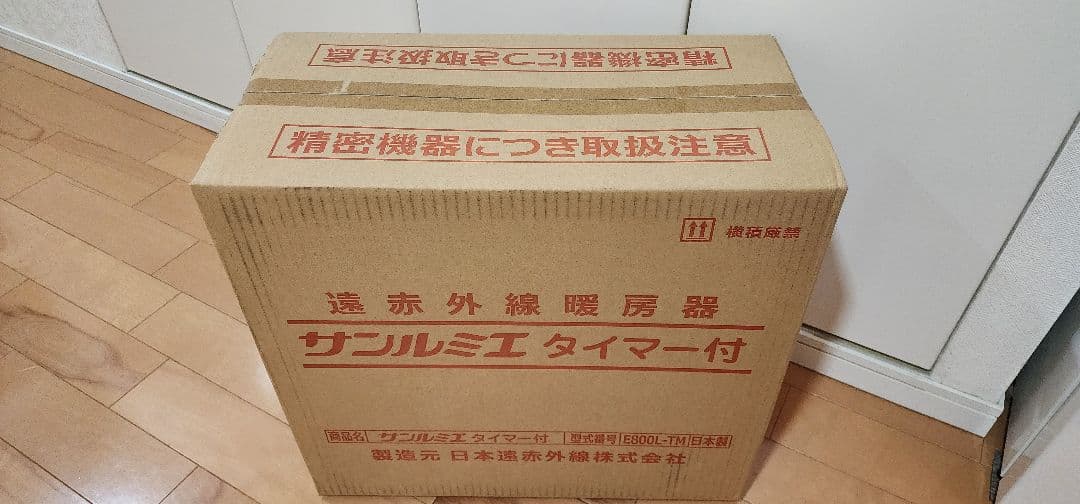 精密機器につき取扱注意
精密機器につき取扱注意
横積厳禁
遠赤外線暖房器
サンルミエ タイマー付
商品名 サンルミエ タイマー付 型式番号 E800L-TM 日本製
製造元 日本遠赤外線株式会社